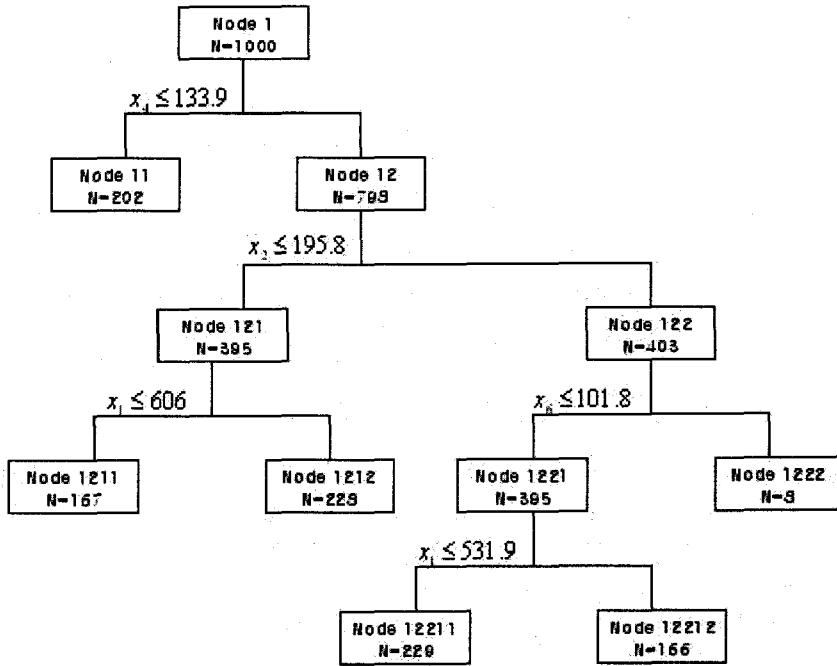 Node 1
N=1000
x₄ ≤ 133.9
Node 11
N=202
Node 12
N=798
x₂ ≤ 195.8
Node 121
N=395
Node 122
N=403
x₁ ≤ 606
x₆ ≤ 101.8
Node 1211
N=167
Node 1212
N=228
Node 1221
N=395
Node 1222
N=8
x₁ ≤ 531.9
Node 12211
N=229
Node 12212
N=166